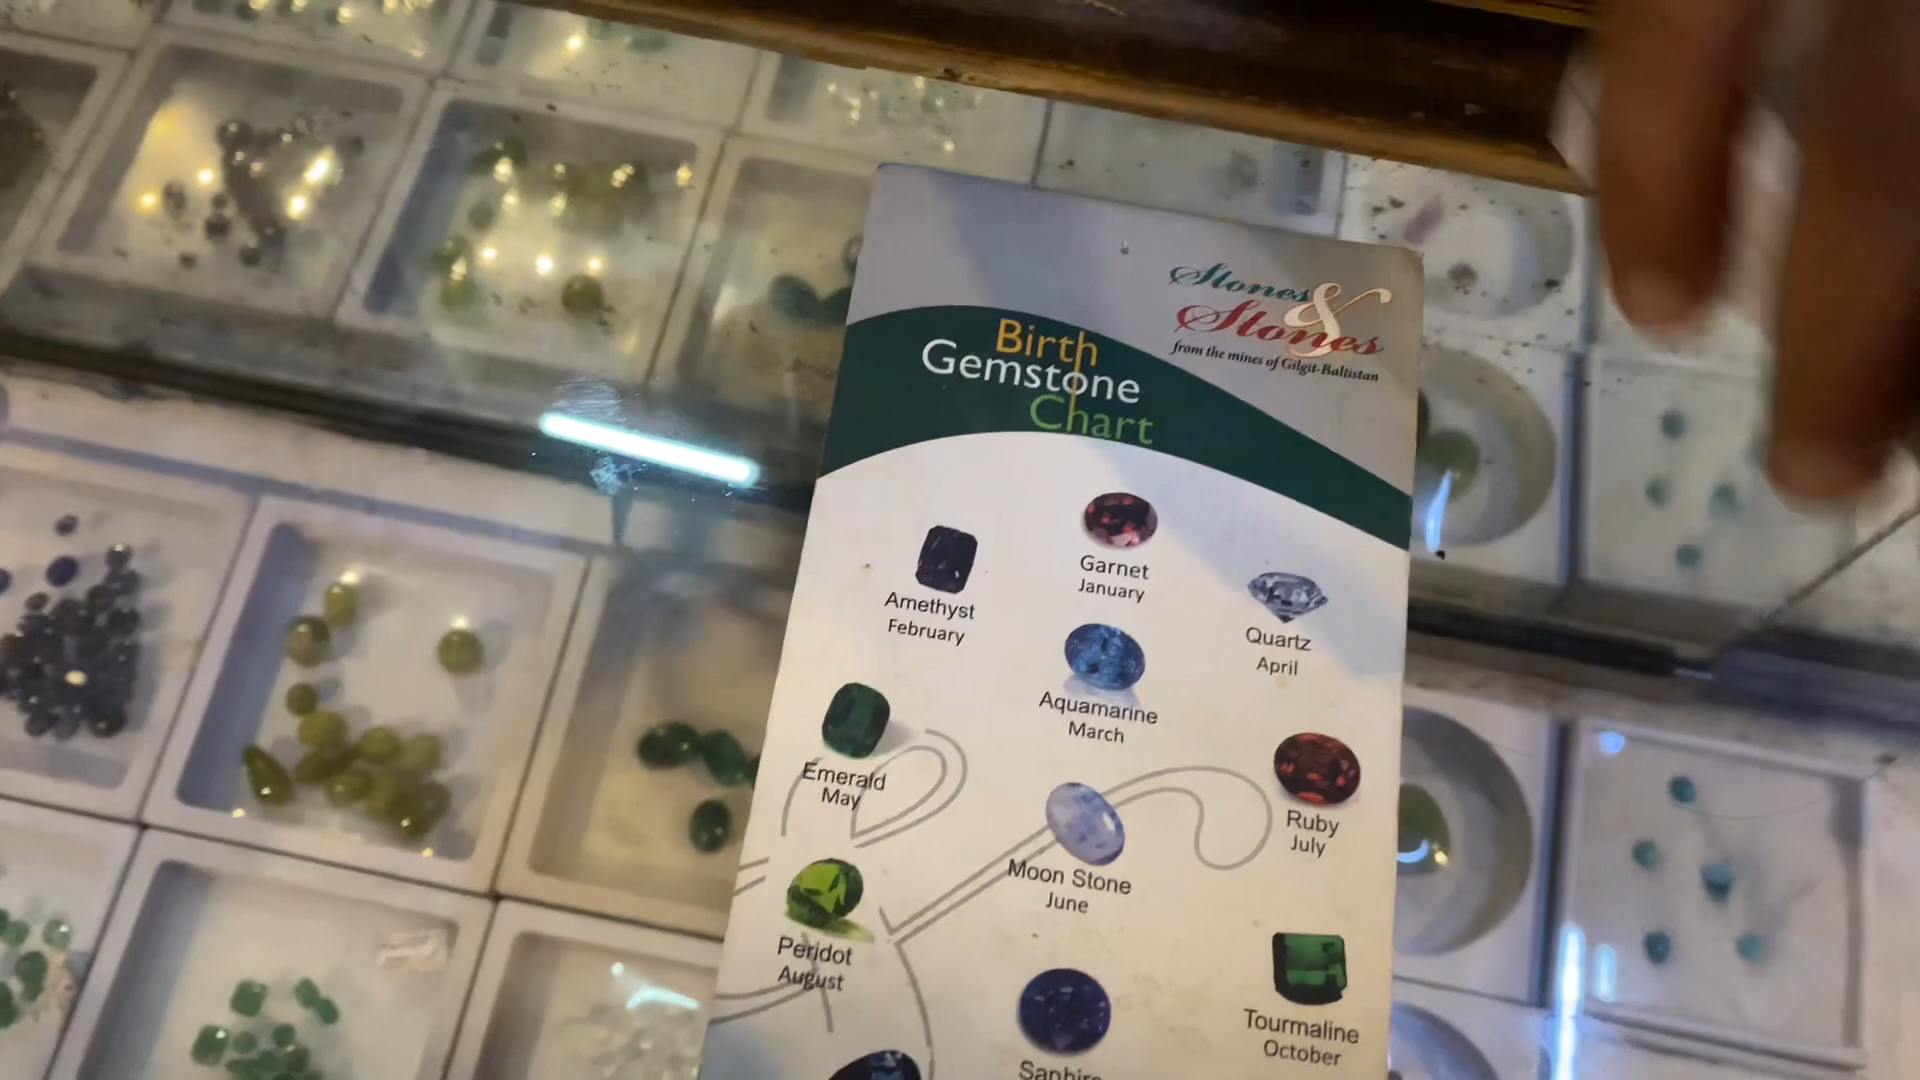 Stones &
Stones
from the mines of Gilgit-Baltistan
Birth
Gemstone
Chart
Garnet
January
Amethyst
February
Quartz
April
Aquamarine
March
Emerald
May
Ruby
July
Moon Stone
June
Peridot
August
Tourmaline
October